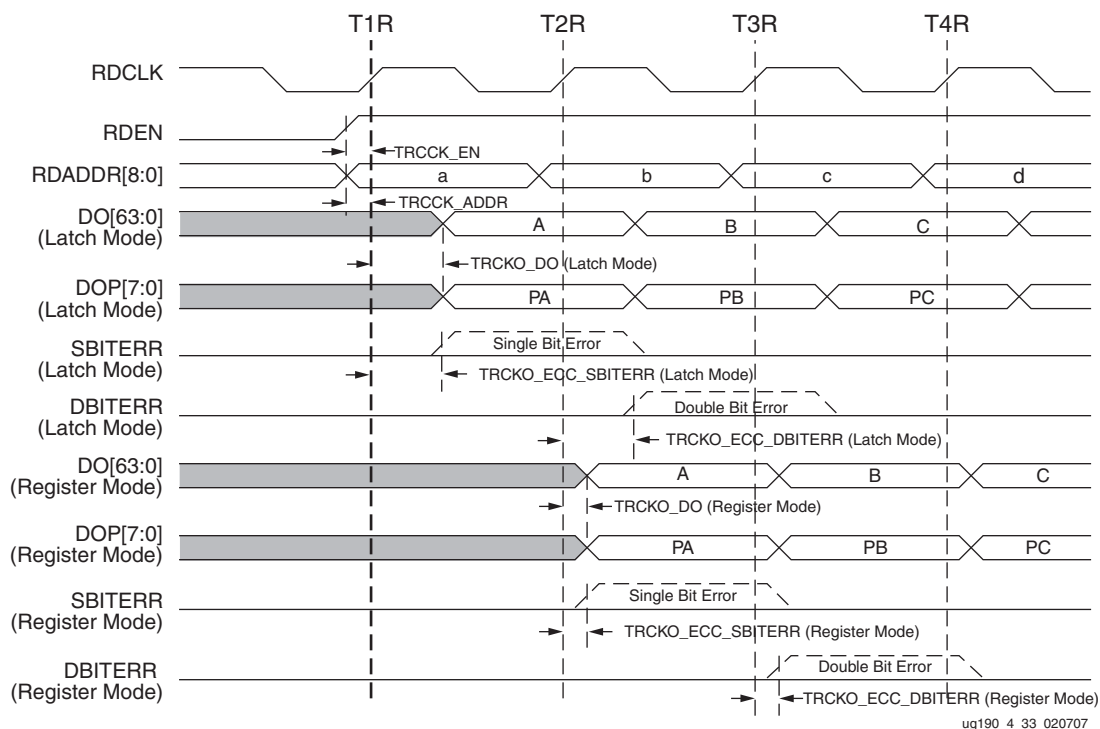 T1R T2R T3R T4R
RDCLK
RDEN
TRCCK_EN
RDADDR[8:0] a b c d
TRCCK_ADDR
DO[63:0]
(Latch Mode) A B C
TRCKO_DO (Latch Mode)
DOP[7:0]
(Latch Mode) PA PB PC
SBITERR
(Latch Mode) Single Bit Error
TRCKO_ECC_SBITERR (Latch Mode)
DBITERR
(Latch Mode) Double Bit Error
TRCKO_ECC_DBITERR (Latch Mode)
DO[63:0]
(Register Mode) A B C
TRCKO_DO (Register Mode)
DOP[7:0]
(Register Mode) PA PB PC
SBITERR
(Register Mode) Single Bit Error
TRCKO_ECC_SBITERR (Register Mode)
DBITERR
(Register Mode) Double Bit Error
TRCKO_ECC_DBITERR (Register Mode)
ug190_4_33_020707